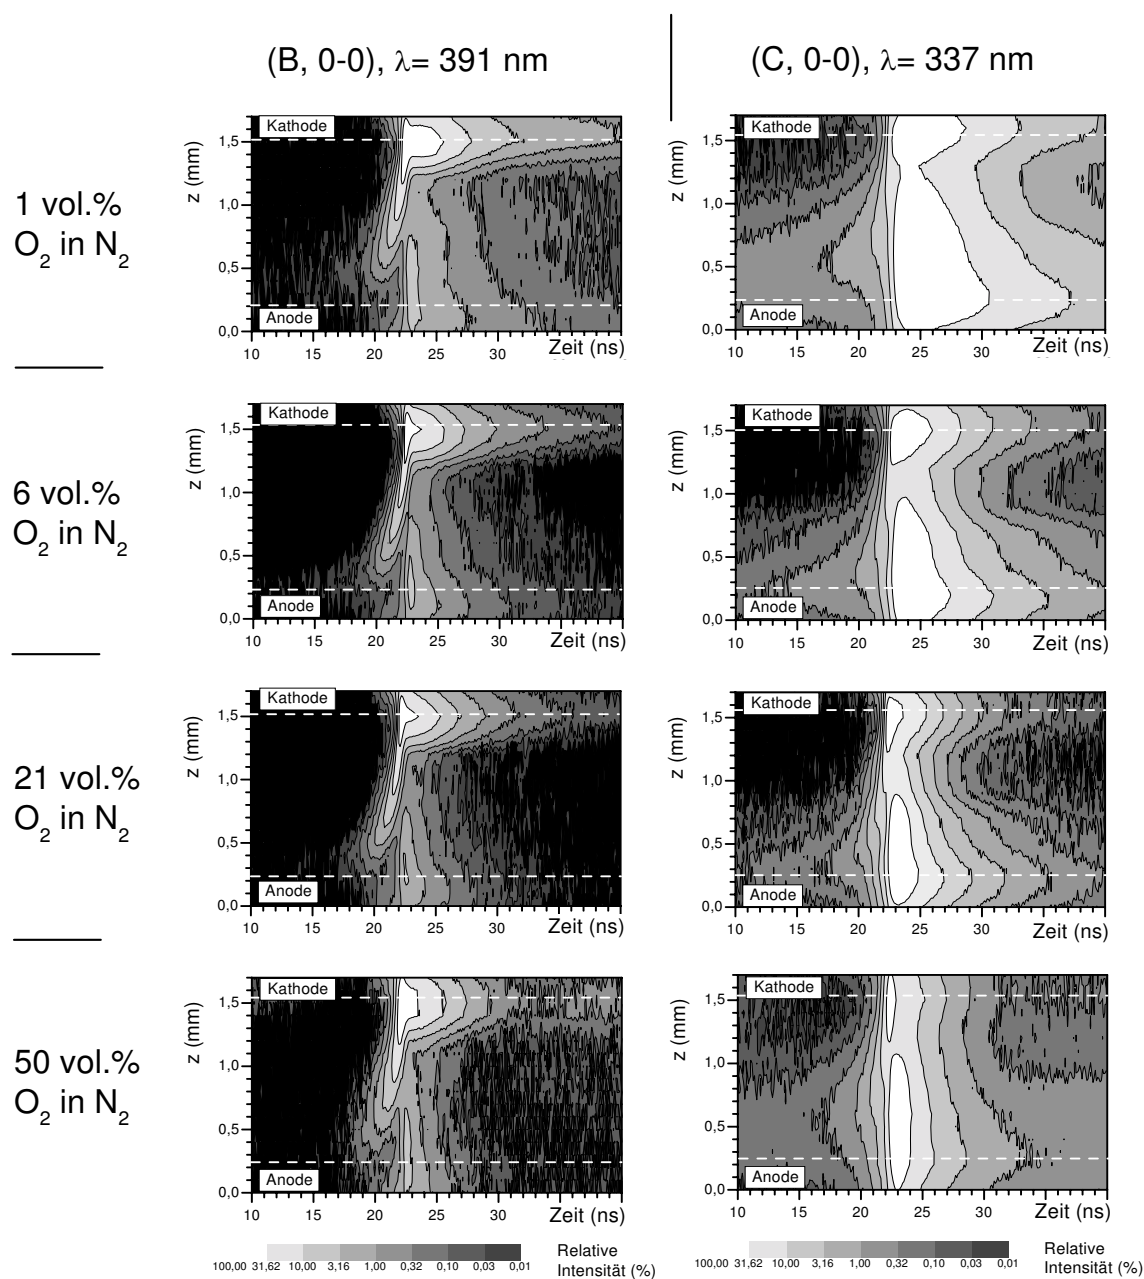 (B, 0-0), λ= 391 nm
(C, 0-0), λ= 337 nm
1 vol.%
O2 in N2
Kathode
Anode
z (mm)
1,5
1,0
0,5
0,0
10 15 20 25 30
Zeit (ns)
Kathode
Anode
z (mm)
1,5
1,0
0,5
0,0
10 15 20 25 30
Zeit (ns)
6 vol.%
O2 in N2
Kathode
Anode
z (mm)
1,5
1,0
0,5
0,0
10 15 20 25 30
Zeit (ns)
Kathode
Anode
z (mm)
1,5
1,0
0,5
0,0
10 15 20 25 30
Zeit (ns)
21 vol.%
O2 in N2
Kathode
Anode
z (mm)
1,5
1,0
0,5
0,0
10 15 20 25 30
Zeit (ns)
Kathode
Anode
z (mm)
1,5
1,0
0,5
0,0
10 15 20 25 30
Zeit (ns)
50 vol.%
O2 in N2
Kathode
Anode
z (mm)
1,5
1,0
0,5
0,0
10 15 20 25 30
Zeit (ns)
Kathode
Anode
z (mm)
1,5
1,0
0,5
0,0
10 15 20 25 30
Zeit (ns)
100,00 31,62 10,00 3,16 1,00 0,32 0,10 0,03 0,01
Relative
Intensität (%)
100,00 31,62 10,00 3,16 1,00 0,32 0,10 0,03 0,01
Relative
Intensität (%)